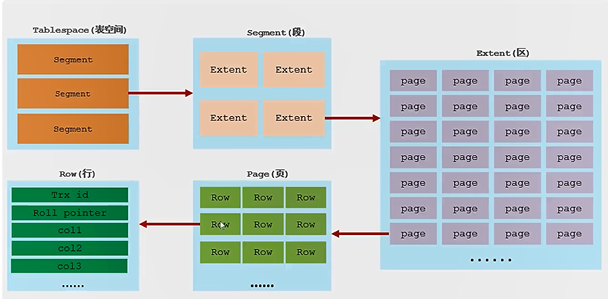 Tablespace(表空间)
Segment
Segment
Segment
Segment(段)
Extent Extent
Extent Extent
Extent(区)
page page page page
page page page page
page page page page
page page page page
page page page page
page page page page
page page page page
......
Row(行)
Trx id
Roll pointer
col1
col2
col3
......
Page(页)
Row Row Row
Row Row Row
Row Row Row
......